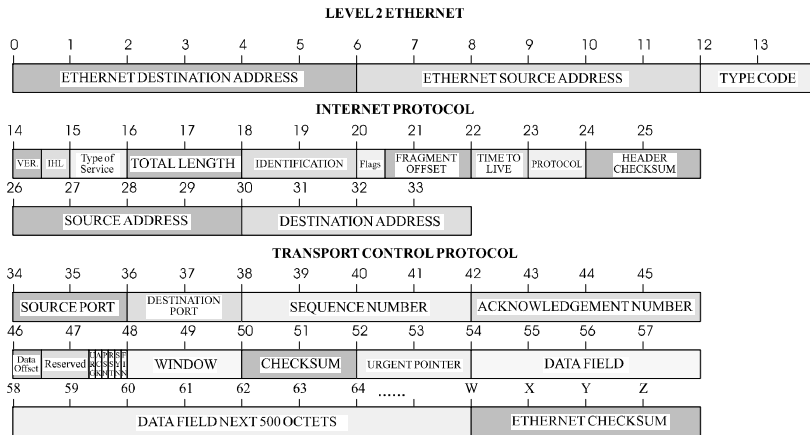 LEVEL 2 ETHERNET
0 1 2 3 4 5 6 7 8 9 10 11 12 13
ETHERNET DESTINATION ADDRESS ETHERNET SOURCE ADDRESS TYPE CODE
INTERNET PROTOCOL
14 15 16 17 18 19 20 21 22 23 24 25
VER. IHL Type of Service TOTAL LENGTH IDENTIFICATION Flags FRAGMENT OFFSET TIME TO LIVE PROTOCOL HEADER CHECKSUM
26 27 28 29 30 31 32 33
SOURCE ADDRESS DESTINATION ADDRESS
TRANSPORT CONTROL PROTOCOL
34 35 36 37 38 39 40 41 42 43 44 45
SOURCE PORT DESTINATION PORT SEQUENCE NUMBER ACKNOWLEDGEMENT NUMBER
46 47 48 49 50 51 52 53 54 55 56 57
Data Offset Reserved URG ACK PSN RST SYN FIN WINDOW CHECKSUM URGENT POINTER DATA FIELD
58 59 60 61 62 63 64 ...... W X Y Z
DATA FIELD NEXT 500 OCTETS ETHERNET CHECKSUM